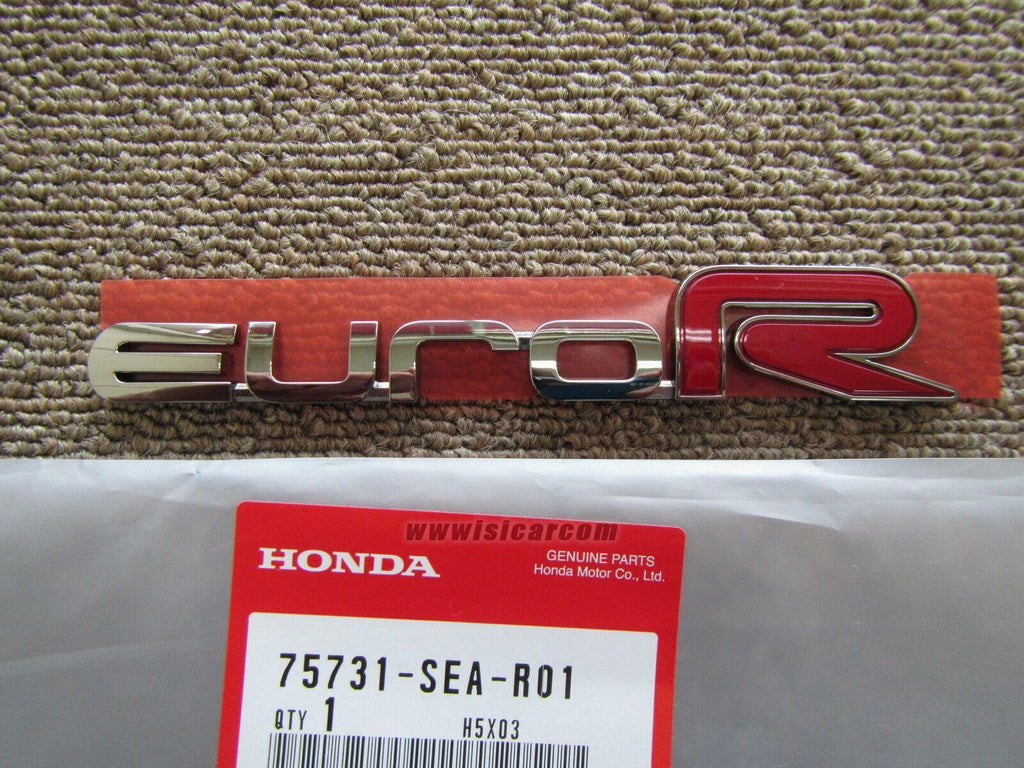 euroR
wwwisicarcom
HONDA
GENUINE PARTS
Honda Motor Co., Ltd.
75731-SEA-R01
QTY 1 H5X03